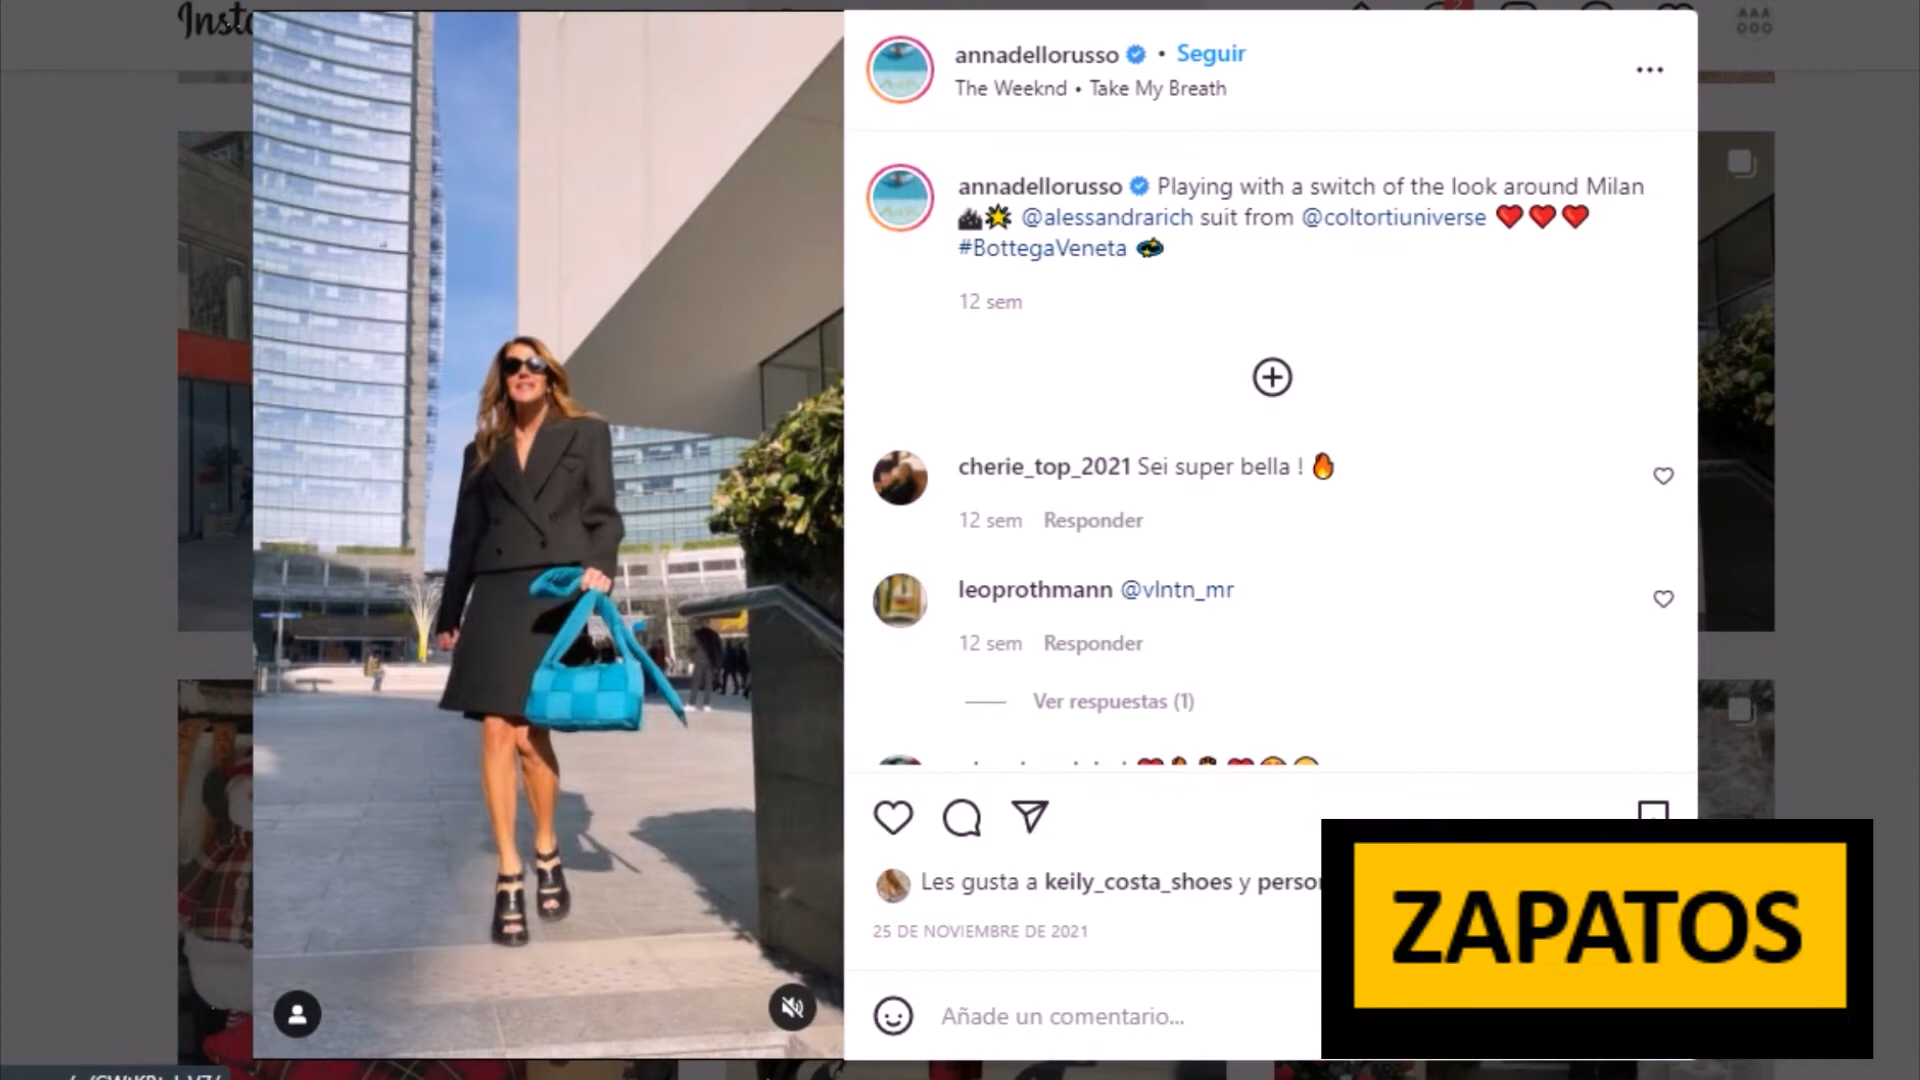 Insta
annadellorusso • Seguir
The Weeknd • Take My Breath
annadellorusso Playing with a switch of the look around Milan
@alessandrarich suit from @coltortiuniverse
#BottegaVeneta
12 sem
cherie_top_2021 Sei super bella !
12 sem Responder
leoprothmann @vlntn_mr
12 sem Responder
Ver respuestas (1)
Les gusta a keily_costa_shoes y
25 DE NOVIEMBRE DE 2021
Añade un comentario...
ZAPATOS